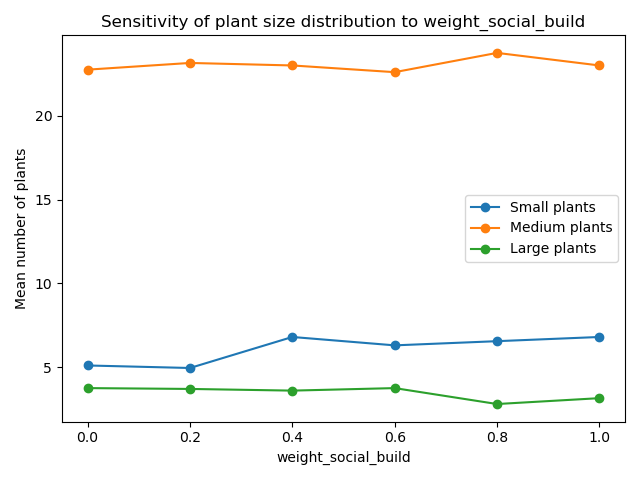 Sensitivity of plant size distribution to weight_social_build
Mean number of plants
20
15
10
5
Small plants
Medium plants
Large plants
0.0 0.2 0.4 0.6 0.8 1.0
weight_social_build